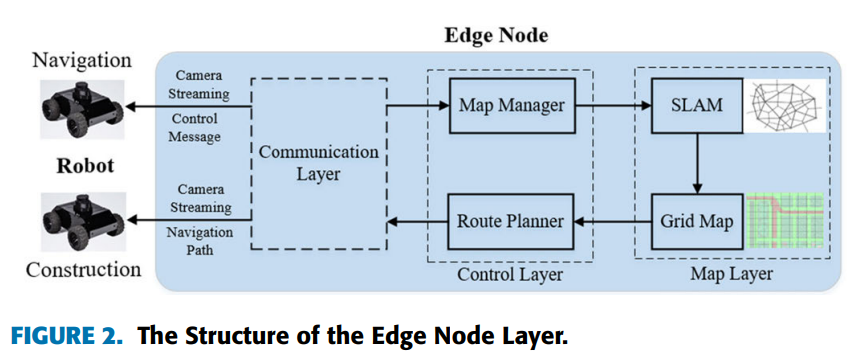 Edge Node
Navigation
Camera
Streaming
Control
Message
Robot
Camera
Streaming
Navigation
Path
Construction
Communication
Layer
Map Manager
Route Planner
Control Layer
SLAM
Grid Map
Map Layer
FIGURE 2. The Structure of the Edge Node Layer.